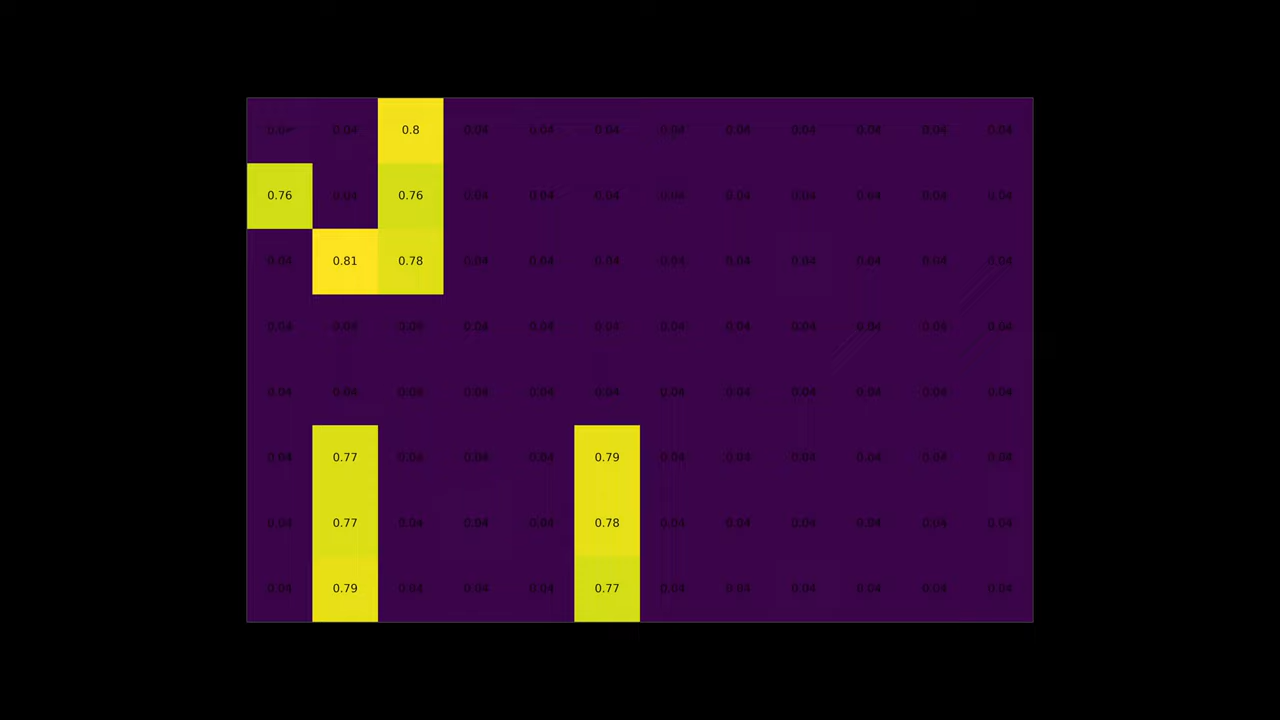 0.04 0.04 0.8 0.04 0.04 0.04 0.04 0.04 0.04 0.04 0.04 0.04
0.76 0.04 0.76 0.04 0.04 0.04 0.04 0.04 0.04 0.04 0.04 0.04
0.04 0.81 0.78 0.04 0.04 0.04 0.04 0.04 0.04 0.04 0.04 0.04
0.04 0.04 0.04 0.04 0.04 0.04 0.04 0.04 0.04 0.04 0.04 0.04
0.04 0.04 0.04 0.04 0.04 0.04 0.04 0.04 0.04 0.04 0.04 0.04
0.04 0.77 0.04 0.04 0.04 0.79 0.04 0.04 0.04 0.04 0.04 0.04
0.04 0.77 0.04 0.04 0.04 0.78 0.04 0.04 0.04 0.04 0.04 0.04
0.04 0.79 0.04 0.04 0.04 0.77 0.04 0.04 0.04 0.04 0.04 0.04